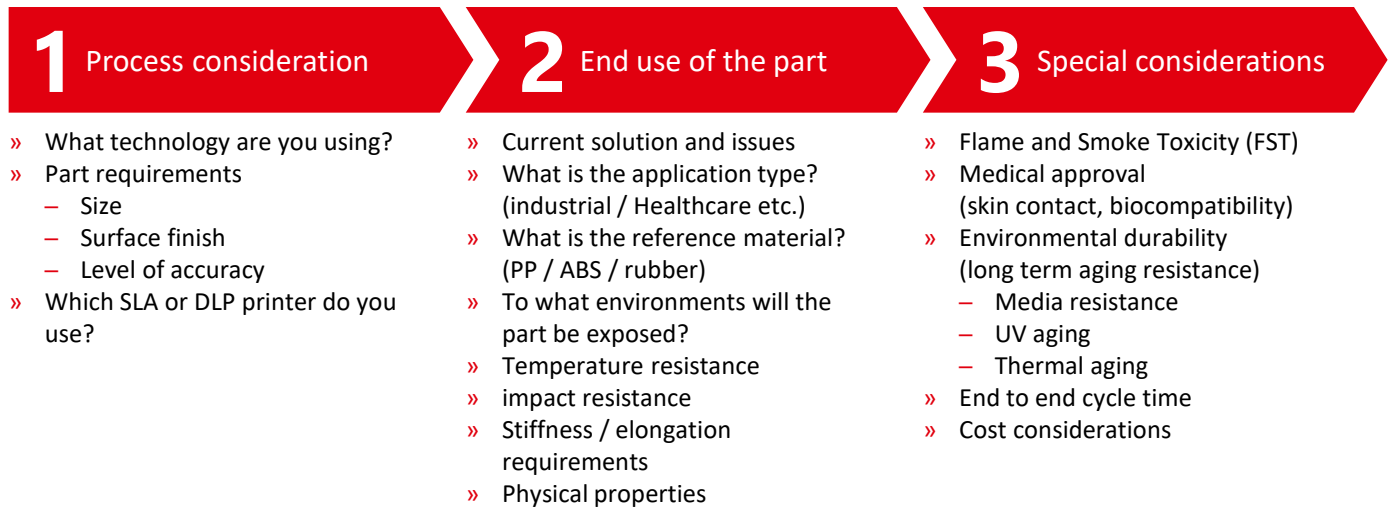 1 Process consideration
» What technology are you using?
» Part requirements
– Size
– Surface finish
– Level of accuracy
» Which SLA or DLP printer do you
use?
2 End use of the part
» Current solution and issues
» What is the application type?
(industrial / Healthcare etc.)
» What is the reference material?
(PP / ABS / rubber)
» To what environments will the
part be exposed?
» Temperature resistance
» impact resistance
» Stiffness / elongation
requirements
» Physical properties
3 Special considerations
» Flame and Smoke Toxicity (FST)
» Medical approval
(skin contact, biocompatibility)
» Environmental durability
(long term aging resistance)
– Media resistance
– UV aging
– Thermal aging
» End to end cycle time
» Cost considerations